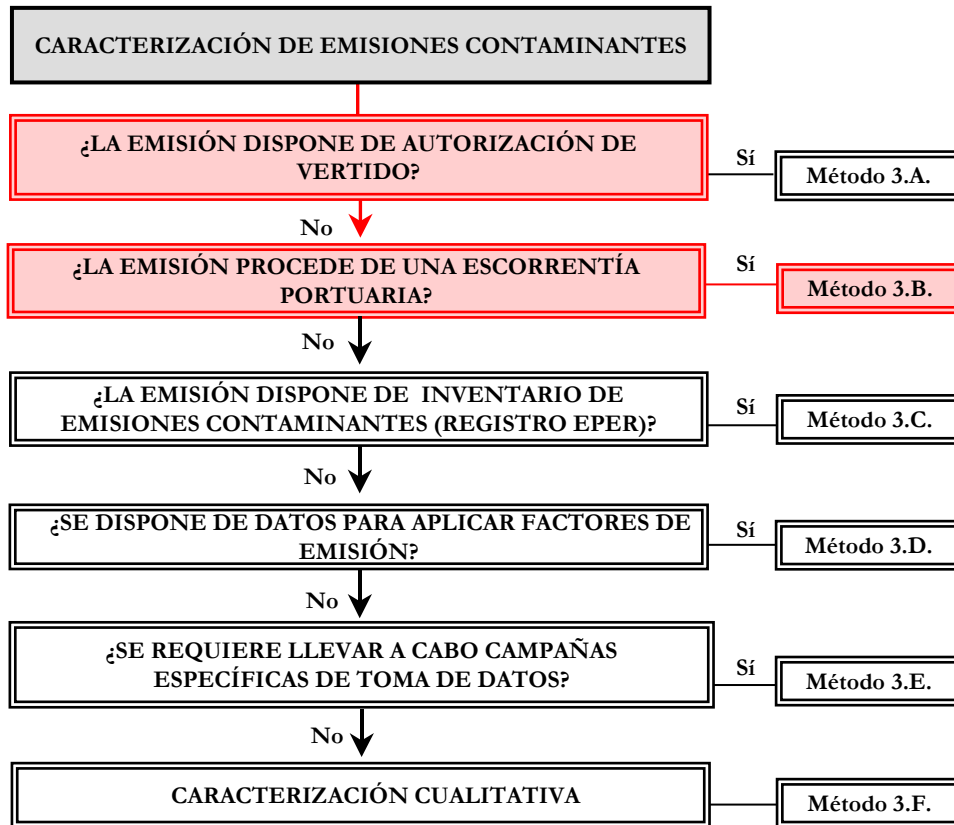 CARACTERIZACIÓN DE EMISIONES CONTAMINANTES
¿LA EMISIÓN DISPONE DE AUTORIZACIÓN DE
VERTIDO?
Sí
Método 3.A.
No
¿LA EMISIÓN PROCEDE DE UNA ESCORRENTÍA
PORTUARIA?
Sí
Método 3.B.
No
¿LA EMISIÓN DISPONE DE INVENTARIO DE
EMISIONES CONTAMINANTES (REGISTRO EPER)?
Sí
Método 3.C.
No
¿SE DISPONE DE DATOS PARA APLICAR FACTORES DE
EMISIÓN?
Sí
Método 3.D.
No
¿SE REQUIERE LLEVAR A CABO CAMPAÑAS
ESPECÍFICAS DE TOMA DE DATOS?
Sí
Método 3.E.
No
CARACTERIZACIÓN CUALITATIVA
Método 3.F.